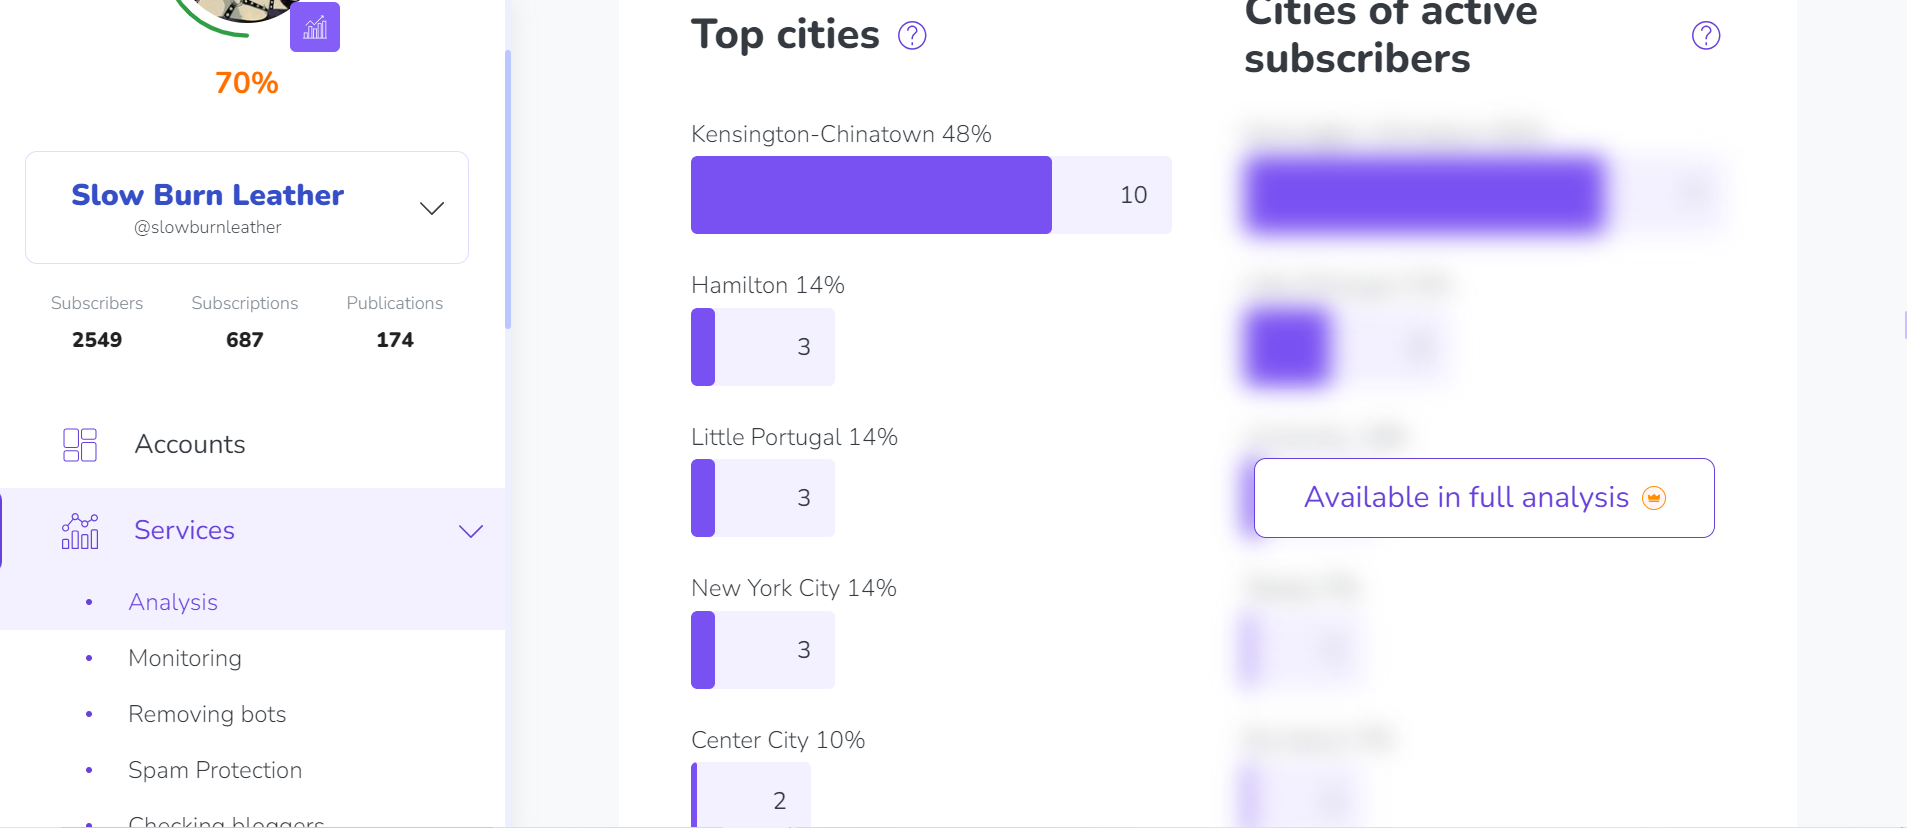 70%
Slow Burn Leather
@slowburnleather
Subscribers Subscriptions Publications
2549 687 174
Accounts
Services
Analysis
Monitoring
Removing bots
Spam Protection
Checking bloggers
Top cities ?
Kensington-Chinatown 48%
10
Hamilton 14%
3
Little Portugal 14%
3
New York City 14%
3
Center City 10%
2
Cities of active
subscribers ?
Available in full analysis